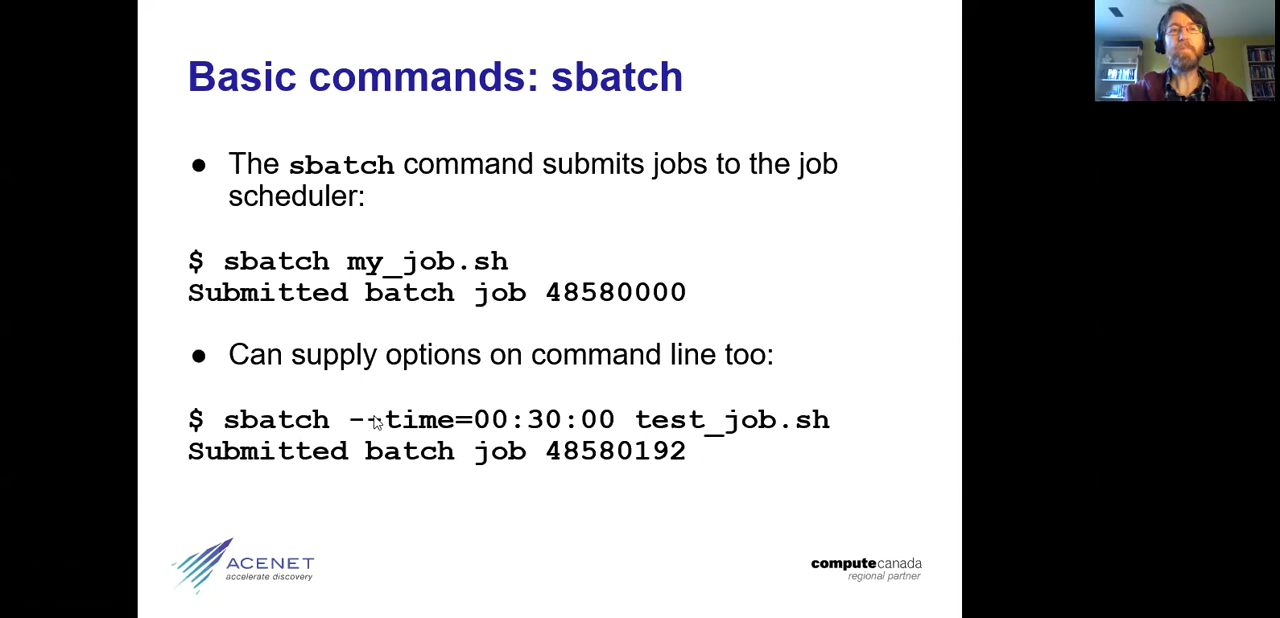 Basic commands: sbatch
● The sbatch command submits jobs to the job
scheduler:
$ sbatch my_job.sh
Submitted batch job 48580000
● Can supply options on command line too:
$ sbatch --time=00:30:00 test_job.sh
Submitted batch job 48580192
ACENET
accelerate discovery
computecanada
regional partner